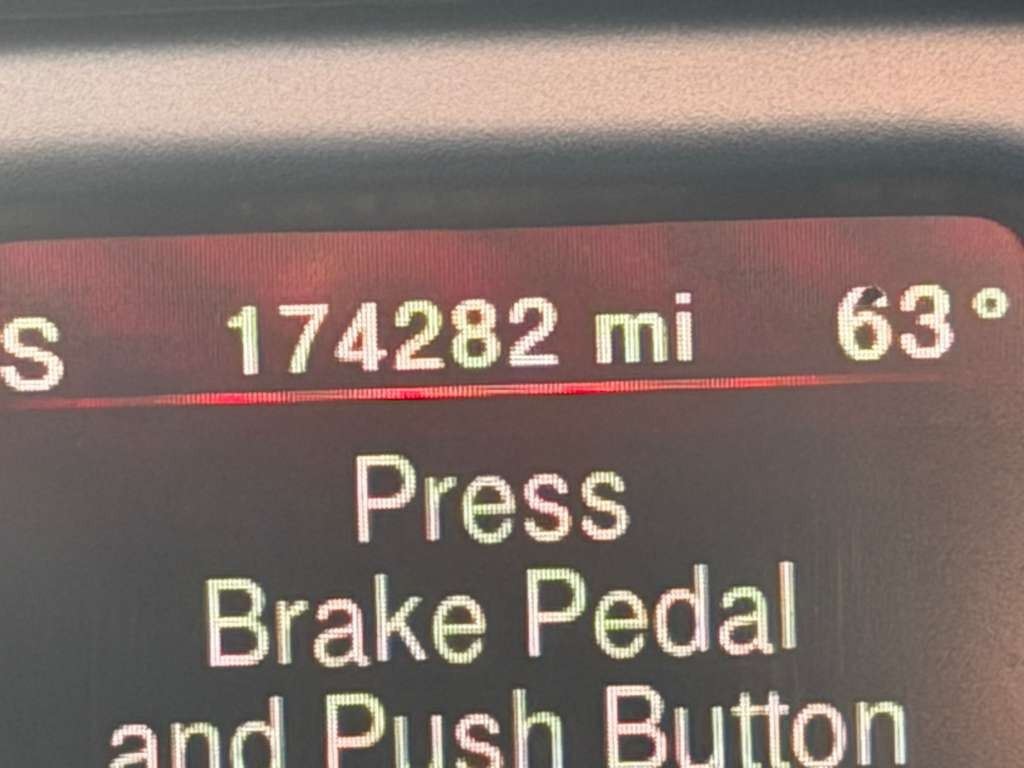 S 174282 mi 63°
Press
Brake Pedal
and Push Button